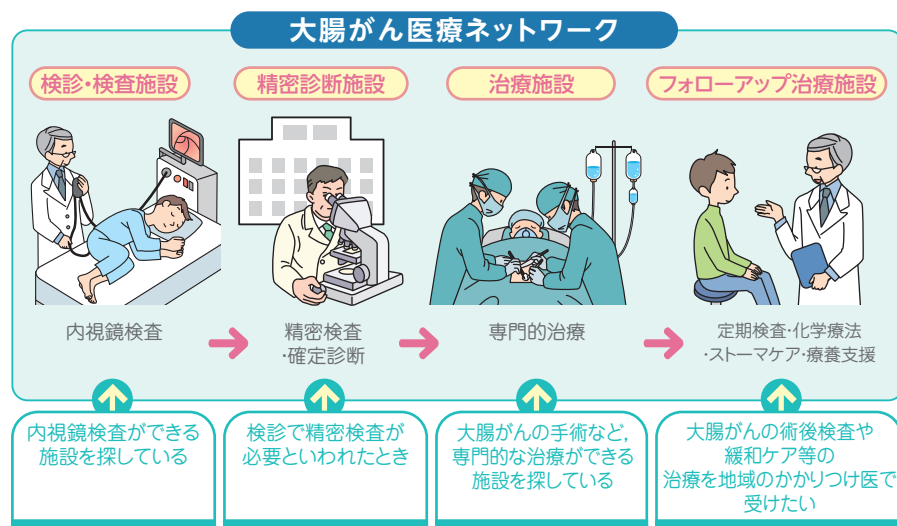 大腸がん医療ネットワーク
検診・検査施設
精密診断施設
治療施設
フォローアップ治療施設
内視鏡検査
精密検査
・確定診断
専門的治療
定期検査・化学療法
・ストーマケア・療養支援
内視鏡検査ができる
施設を探している
検診で精密検査が
必要といわれたとき
大腸がんの手術など,
専門的な治療ができる
施設を探している
大腸がんの術後検査や
緩和ケア等の
治療を地域のかかりつけ医で
受けたい